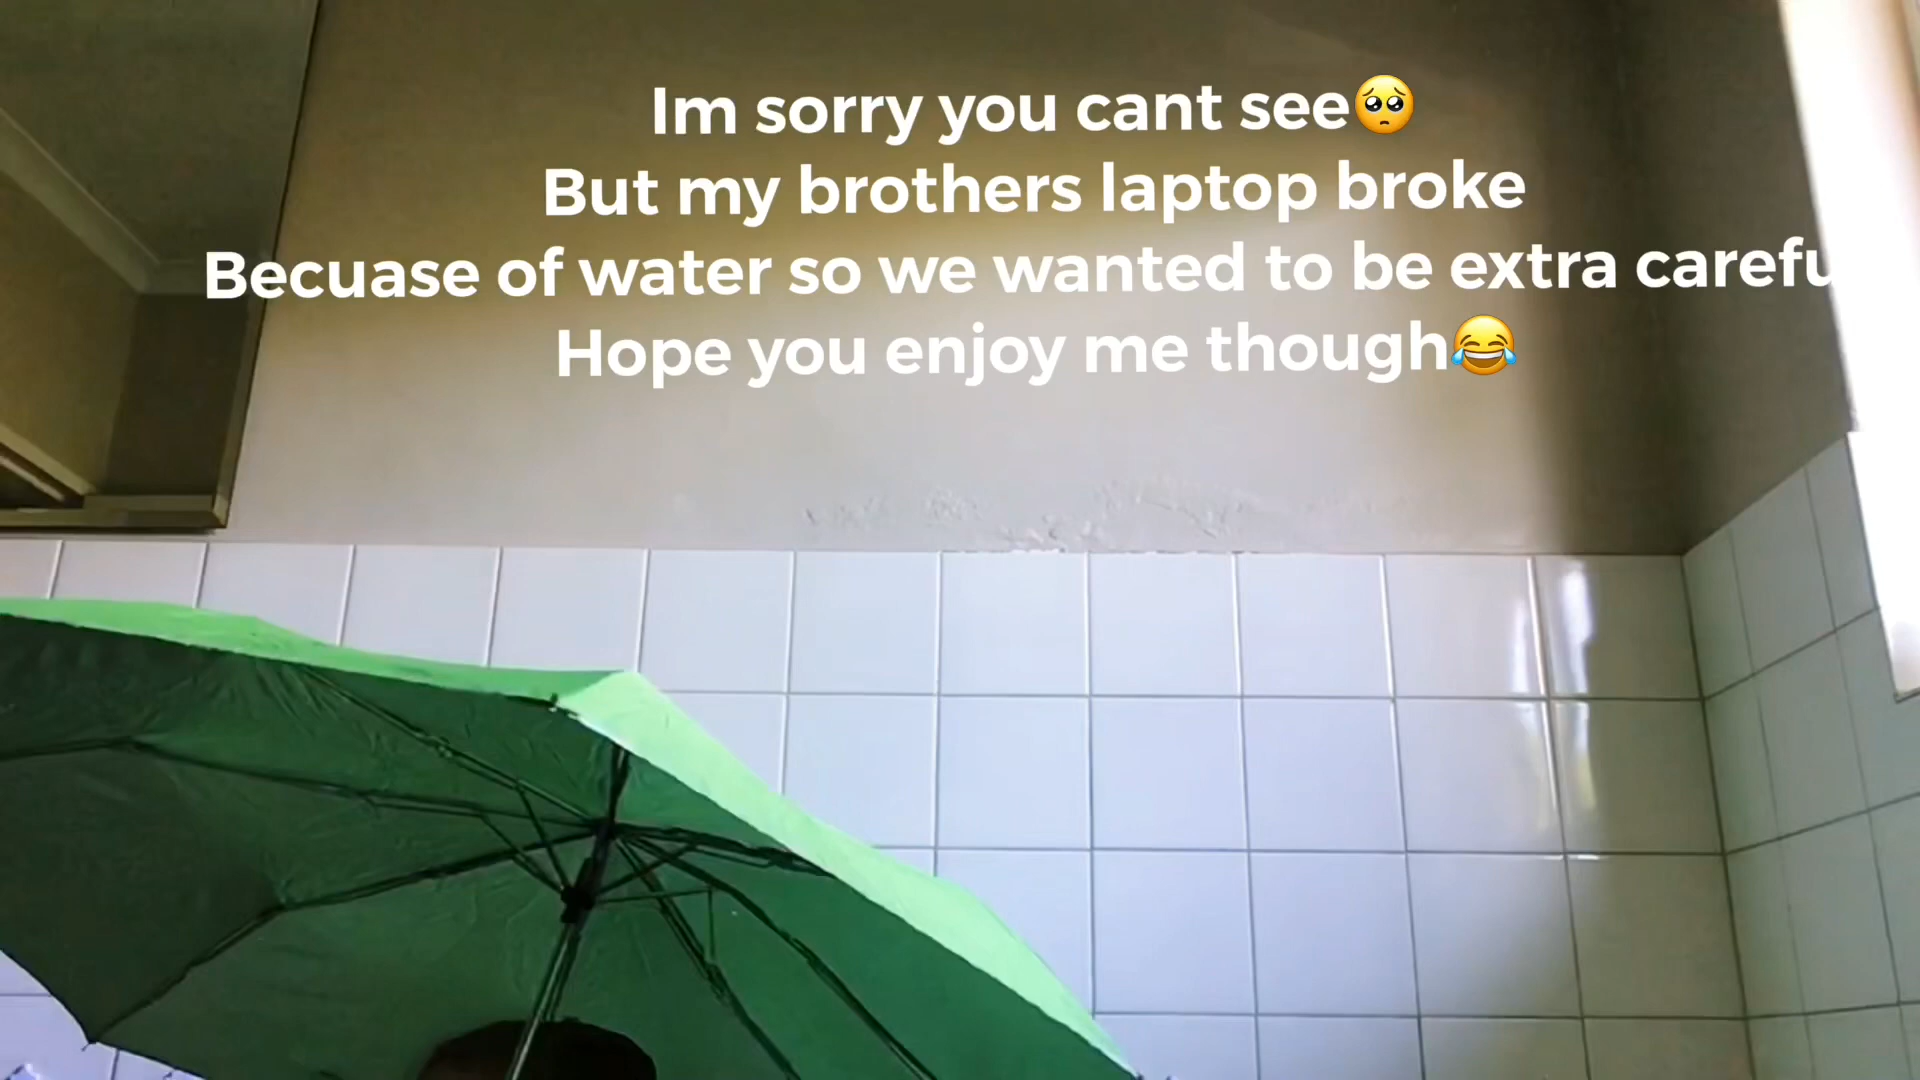 Im sorry you cant see🥺
But my brothers laptop broke
Becuase of water so we wanted to be extra carefu
Hope you enjoy me though😂